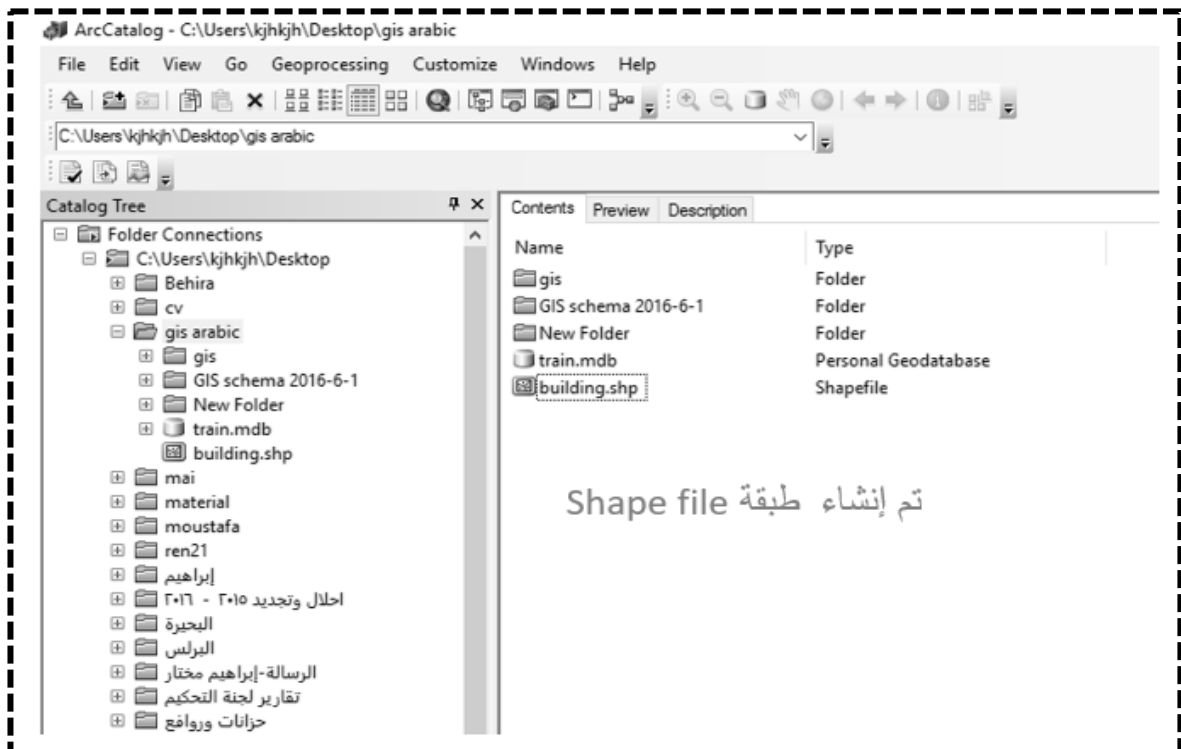 ArcCatalog - C:\Users\kjhkjh\Desktop\gis arabic
File Edit View Go Geoprocessing Customize Windows Help
C:\Users\kjhkjh\Desktop\gis arabic
Catalog Tree
Folder Connections
C:\Users\kjhkjh\Desktop
Behira
cv
gis arabic
gis
GIS schema 2016-6-1
New Folder
train.mdb
building.shp
mai
material
moustafa
ren21
إبراهيم
احلال وتجديد ٢٠١٥ - ٢٠١٦
البحيرة
البرلس
الرسالة-إبراهيم مختار
تقارير لجنة التحكيم
خزانات وروافع
Contents Preview Description
Name Type
gis Folder
GIS schema 2016-6-1 Folder
New Folder Folder
train.mdb Personal Geodatabase
building.shp Shapefile
تم إنشاء طبقة Shape file